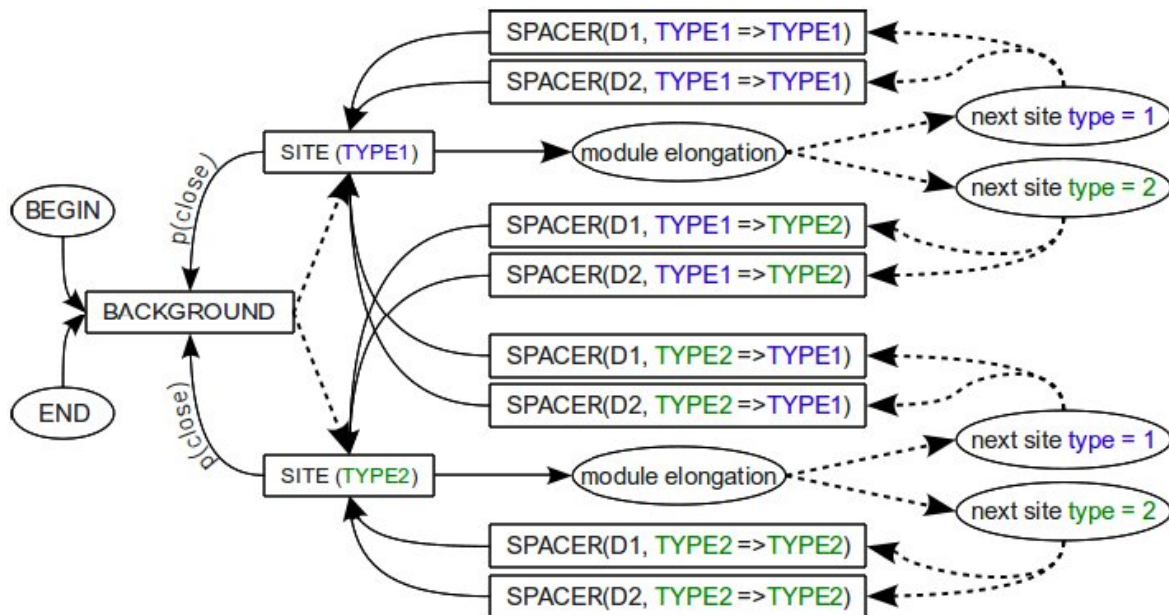 SPACER(D1, TYPE1 =>TYPE1)
SPACER(D2, TYPE1 =>TYPE1)
next site type = 1
SITE (TYPE1)
module elongation
next site type = 2
p(close)
BEGIN
SPACER(D1, TYPE1 =>TYPE2)
SPACER(D2, TYPE1 =>TYPE2)
BACKGROUND
SPACER(D1, TYPE2 =>TYPE1)
SPACER(D2, TYPE2 =>TYPE1)
END
p(close)
next site type = 1
SITE (TYPE2)
module elongation
next site type = 2
SPACER(D1, TYPE2 =>TYPE2)
SPACER(D2, TYPE2 =>TYPE2)